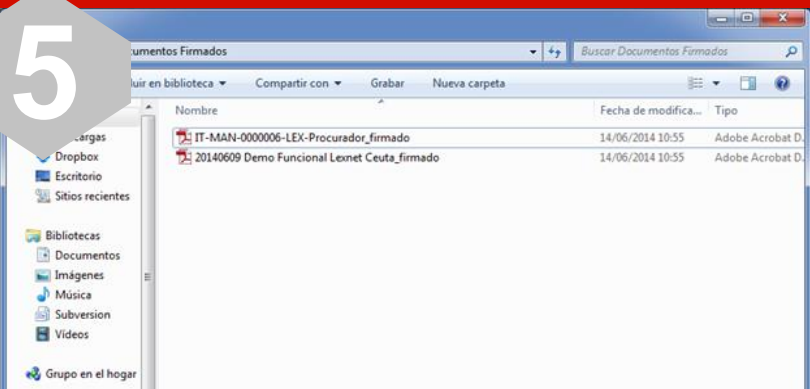 5
umentos Firmados
Buscar Documentos Firmados
uir en biblioteca
Compartir con
Grabar
Nueva carpeta
Nombre
Fecha de modifica...
Tipo
IT-MAN-0000006-LEX-Procurador_firmado
14/06/2014 10:55
Adobe Acrobat D.
20140609 Demo Funcional Lexnet Ceuta_firmado
14/06/2014 10:55
Adobe Acrobat D.
cargas
Dropbox
Escritorio
Sitios recientes
Bibliotecas
Documentos
Imágenes
Música
Subversion
Vídeos
Grupo en el hogar